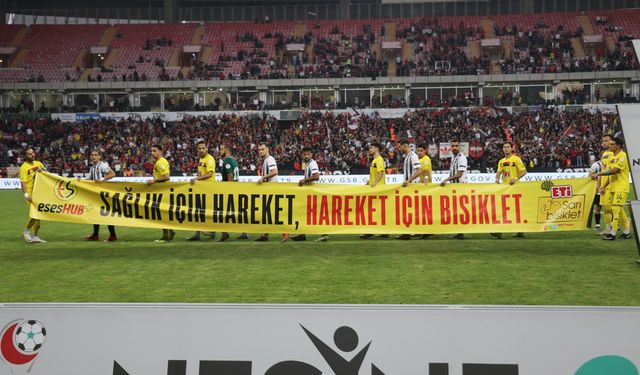 esesHUB
SAĞLIK İÇİN HAREKET, HAREKET İÇİN BİSİKLET.
ETİ
Sarı
bisiklet